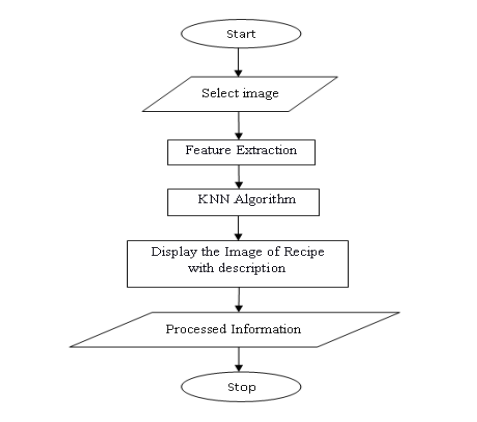 Start
Select image
Feature Extraction
KNN Algorithm
Display the Image of Recipe
with description
Processed Information
Stop